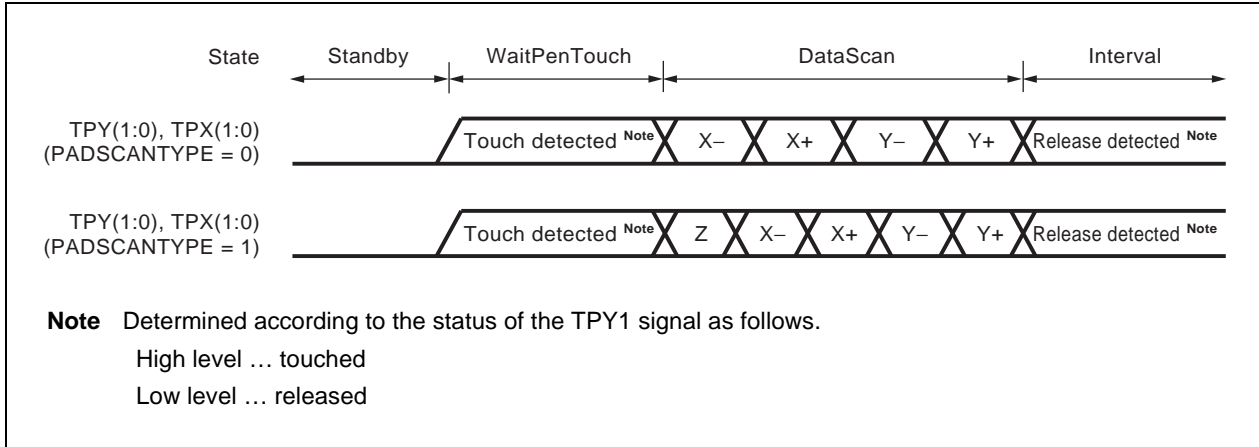 State Standby WaitPenTouch DataScan Interval
TPY(1:0), TPX(1:0)
(PADSCANTYPE = 0)
Touch detected Note X− X+ Y− Y+ Release detected Note
TPY(1:0), TPX(1:0)
(PADSCANTYPE = 1)
Touch detected Note Z X− X+ Y− Y+ Release detected Note
Note Determined according to the status of the TPY1 signal as follows.
High level … touched
Low level … released